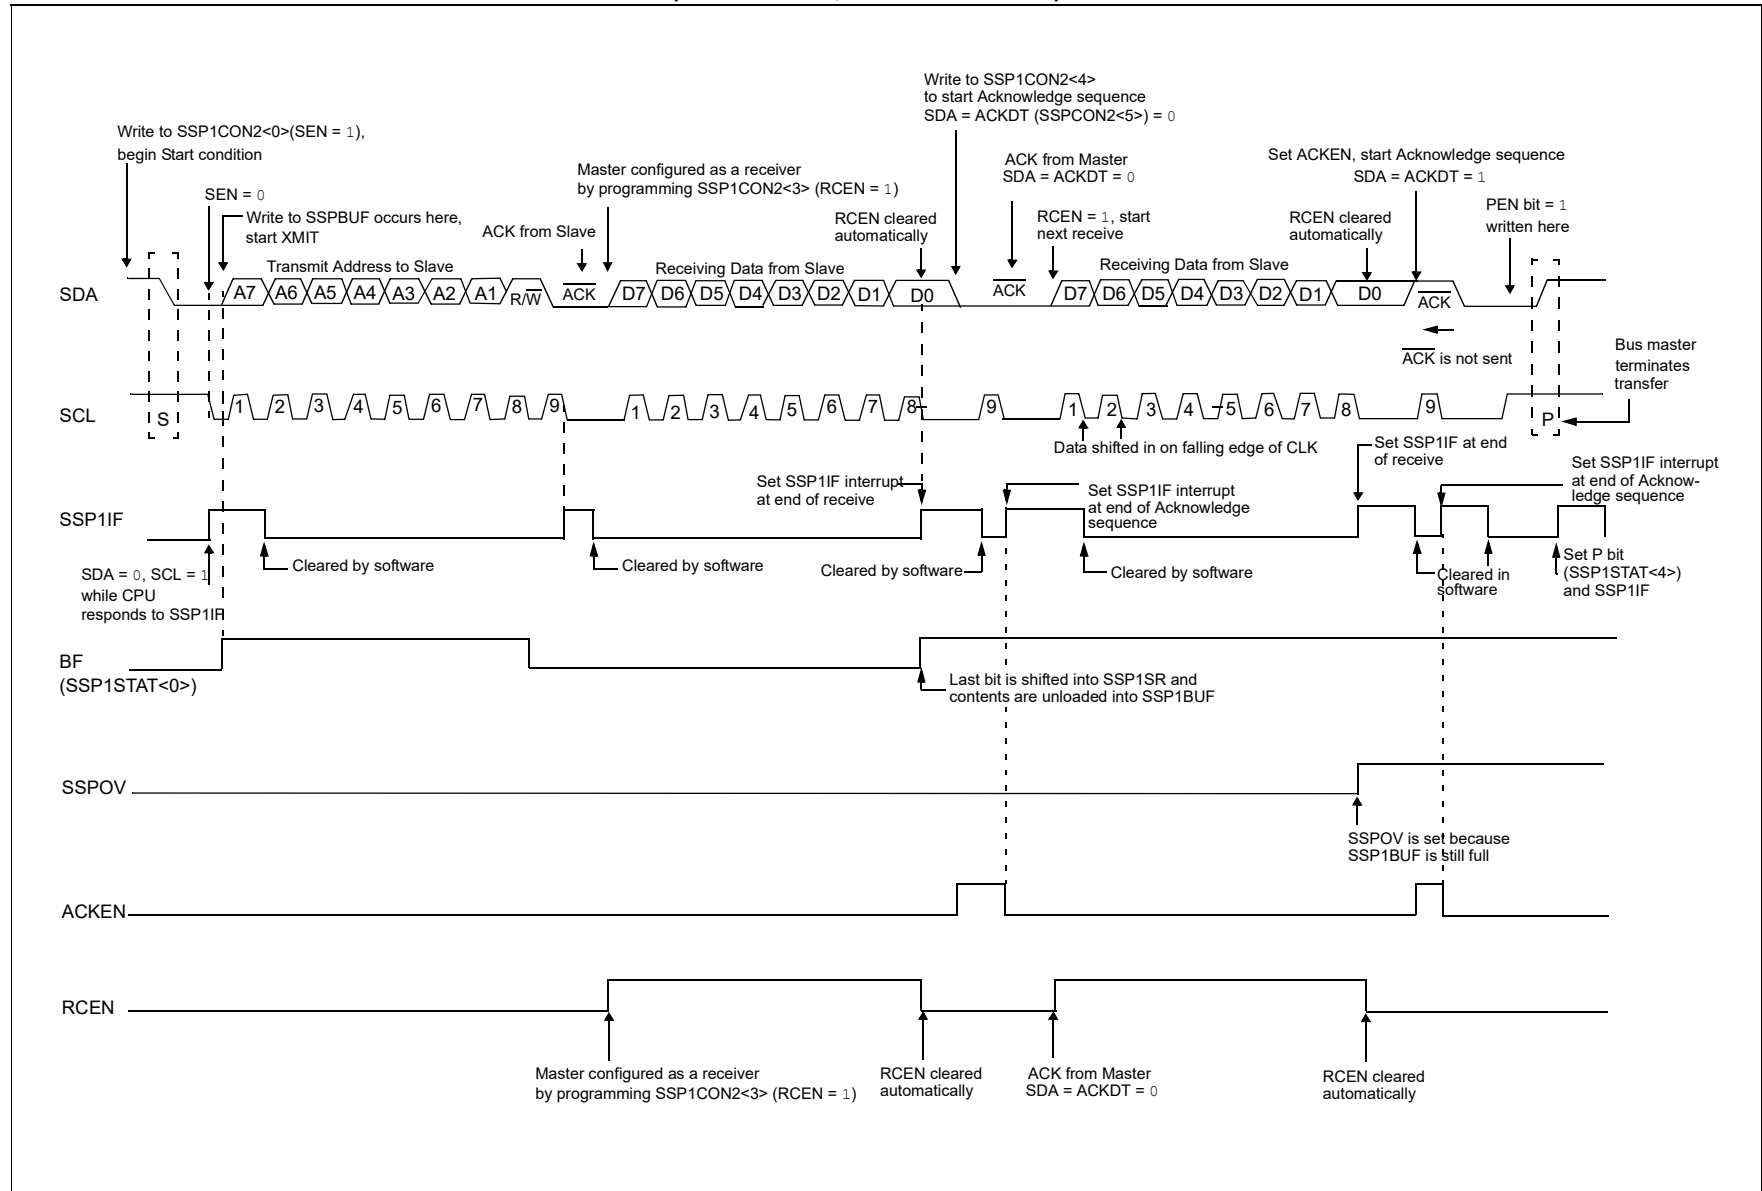 Write to SSP1CON2<4>
to start Acknowledge sequence
SDA = ACKDT (SSPCON2<5>) = 0
Write to SSP1CON2<0>(SEN = 1),
begin Start condition
SEN = 0
Write to SSPBUF occurs here,
start XMIT
ACK from Slave
Master configured as a receiver
by programming SSP1CON2<3> (RCEN = 1)
RCEN cleared
automatically
ACK from Master
SDA = ACKDT = 0
RCEN = 1, start
next receive
Set ACKEN, start Acknowledge sequence
SDA = ACKDT = 1
RCEN cleared
automatically
PEN bit = 1
written here
Transmit Address to Slave
Receiving Data from Slave
Receiving Data from Slave
SDA
A7 A6 A5 A4 A3 A2 A1 R/W ACK D7 D6 D5 D4 D3 D2 D1 D0 ACK D7 D6 D5 D4 D3 D2 D1 D0 ACK
ACK is not sent
Bus master
terminates
transfer
SCL
S 1 2 3 4 5 6 7 8 9 1 2 3 4 5 6 7 8 9 1 2 3 4 5 6 7 8 9 P
Data shifted in on falling edge of CLK
Set SSP1IF at end
of receive
Set SSP1IF interrupt
at end of receive
Set SSP1IF interrupt
at end of Acknowledge
sequence
Set SSP1IF interrupt
at end of Acknow-
ledge sequence
SSP1IF
Cleared by software
Cleared by software
Cleared by software
Cleared by software
Cleared in
software
Set P bit
(SSP1STAT<4>)
and SSP1IF
SDA = 0, SCL = 1
while CPU
responds to SSP1IF
BF
(SSP1STAT<0>)
Last bit is shifted into SSP1SR and
contents are unloaded into SSP1BUF
SSPOV
SSPOV is set because
SSP1BUF is still full
ACKEN
RCEN
Master configured as a receiver
by programming SSP1CON2<3> (RCEN = 1)
RCEN cleared
automatically
ACK from Master
SDA = ACKDT = 0
RCEN cleared
automatically